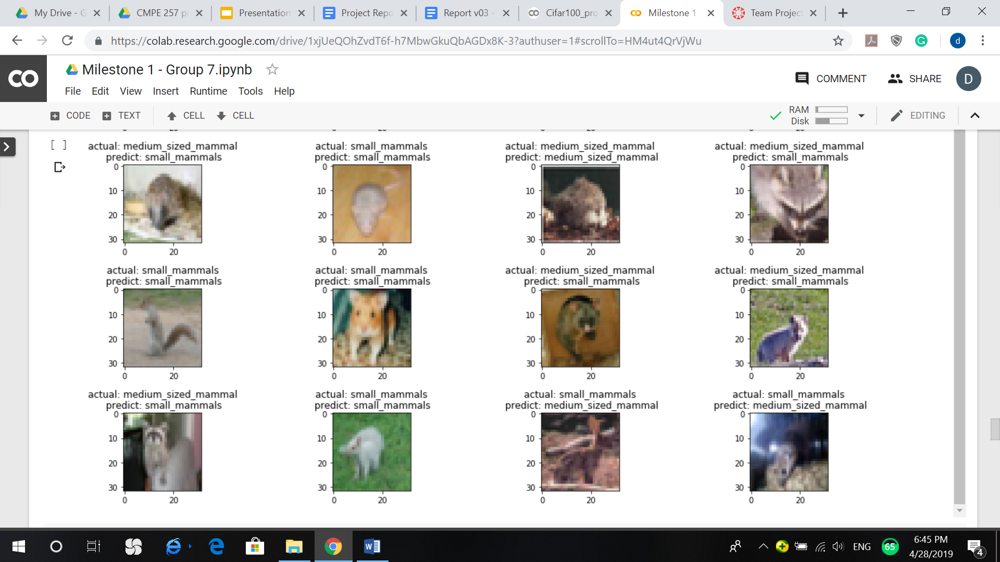 My Drive - G
CMPE 257 pr
Presentation
Project Repo
Report v03 -
Cifar100_pro
Milestone 1
Team Project
https://colab.research.google.com/drive/1xjUeQOhZvdT6f-h7MbwGkuQbAGDx8K-3?authuser=1#scrollTo=HM4ut4QrVjWu
d
CO
Milestone 1 - Group 7.ipynb
COMMENT
SHARE
D
File Edit View Insert Runtime Tools Help
CODE TEXT CELL CELL
RAM
Disk
EDITING
0 20 0 20 0 20 0 20
[ ]
actual: medium_sized_mammal actual: small_mammals actual: medium_sized_mammal actual: medium_sized_mammal
predict: small_mammals predict: small_mammals predict: medium_sized_mammal predict: small_mammals
0 0 0 0
10 10 10 10
20 20 20 20
30 30 30 30
0 20 0 20 0 20 0 20
actual: small_mammals actual: small_mammals actual: medium_sized_mammal actual: medium_sized_mammal
predict: small_mammals predict: small_mammals predict: small_mammals predict: small_mammals
0 0 0 0
10 10 10 10
20 20 20 20
30 30 30 30
0 20 0 20 0 20 0 20
actual: medium_sized_mammal actual: small_mammals actual: small_mammals actual: small_mammals
predict: small_mammals predict: small_mammals predict: medium_sized_mammal predict: medium_sized_mammal
0 0 0 0
10 10 10 10
20 20 20 20
30 30 30 30
0 20 0 20 0 20 0 20
ENG
65
6:45 PM
4/28/2019
4